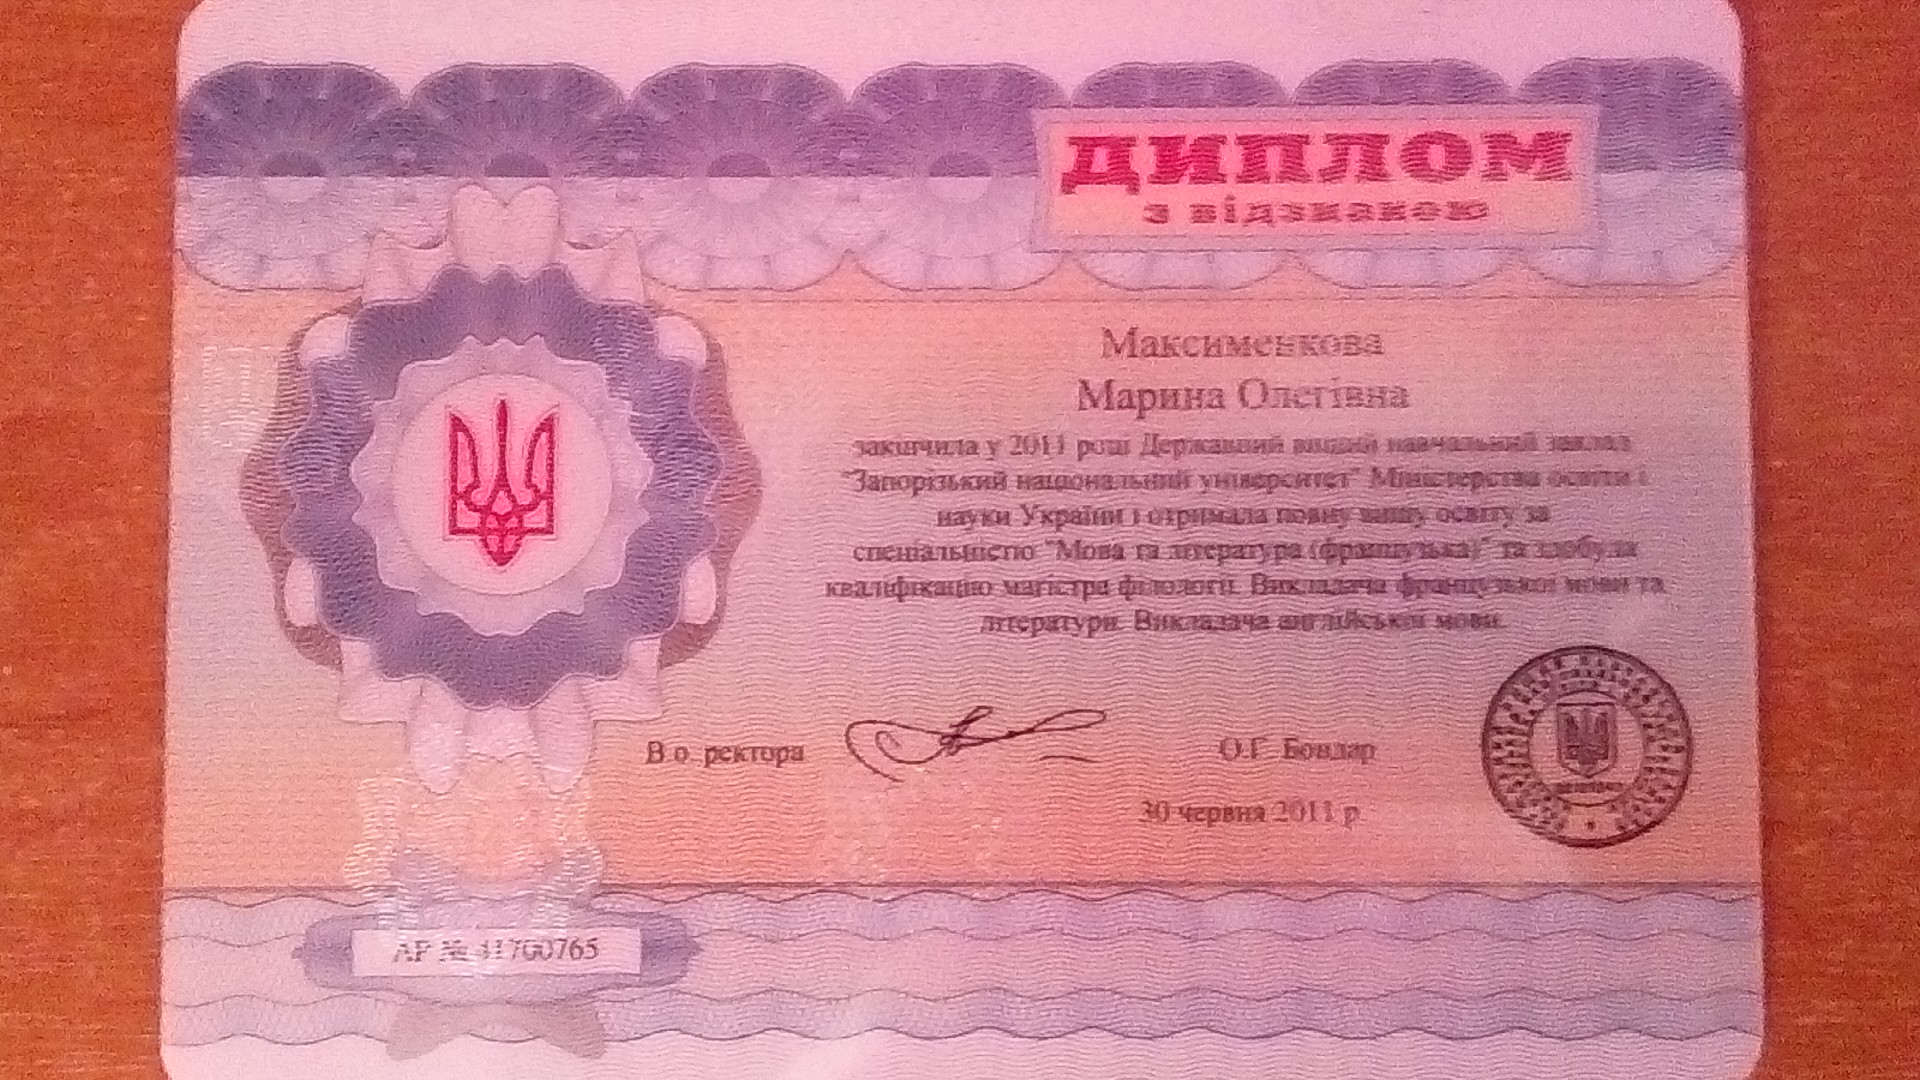 ДИПЛОМ
з відзнакою
Максименкова
Марина Олегівна
закінчила у 2011 році Державний вищий навчальний заклад
"Запорізький національний університет" Міністерства освіти і
науки України і отримала повну вищу освіту за
спеціальністю "Мова та література (французька)" та здобула
кваліфікацію магістра філології. Викладача французької мови та
літератури. Викладача англійської мови.
В.о. ректора
О.Г. Бондар
30 червня 2011 р.
АР № 41700765